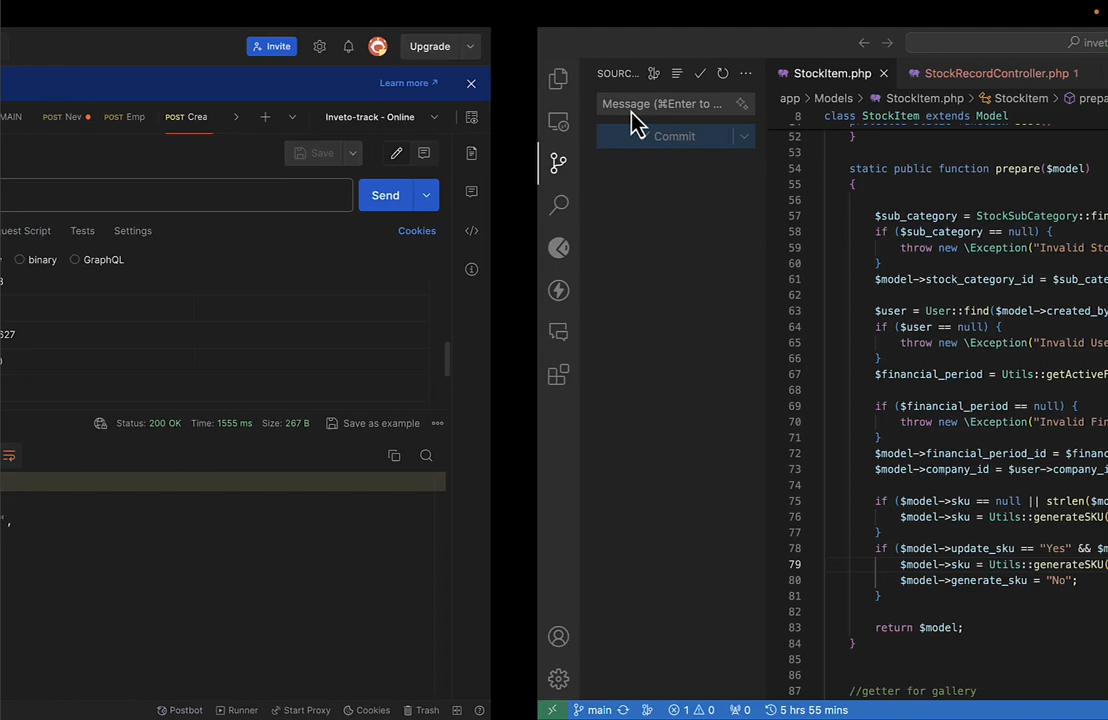 Invite
Upgrade
Learn more
MAIN
POST Nev
POST Emp
POST Crea
Inveto-track - Online
Save
Send
uest Script
Tests
Settings
Cookies
binary
GraphQL
627
Status: 200 OK
Time: 1555 ms
Size: 267 B
Save as example
",
Postbot
Runner
Start Proxy
Cookies
Trash
invet
SOURC...
Message (⌘Enter to ...
Commit
StockItem.php
StockRecordController.php 1
app > Models > StockItem.php > StockItem > prepa
8 class StockItem extends Model
52 }
53
54 static public function prepare($model)
55 {
56
57 $sub_category = StockSubCategory::fin
58 if ($sub_category == null) {
59 throw new \Exception("Invalid Sto
60 }
61 $model->stock_category_id = $sub_cate
62
63 $user = User::find($model->created_by
64 if ($user == null) {
65 throw new \Exception("Invalid Use
66 }
67 $financial_period = Utils::getActiveF
68
69 if ($financial_period == null) {
70 throw new \Exception("Invalid Fin
71 }
72 $model->financial_period_id = $financ
73 $model->company_id = $user->company_i
74
75 if ($model->sku == null || strlen($mo
76 $model->sku = Utils::generateSKU(
77 }
78 if ($model->update_sku == "Yes" && $m
79 $model->sku = Utils::generateSKU(
80 $model->generate_sku = "No";
81 }
82
83 return $model;
84 }
85
86
87 //getter for gallery
main
1
0
0
5 hrs 55 mins